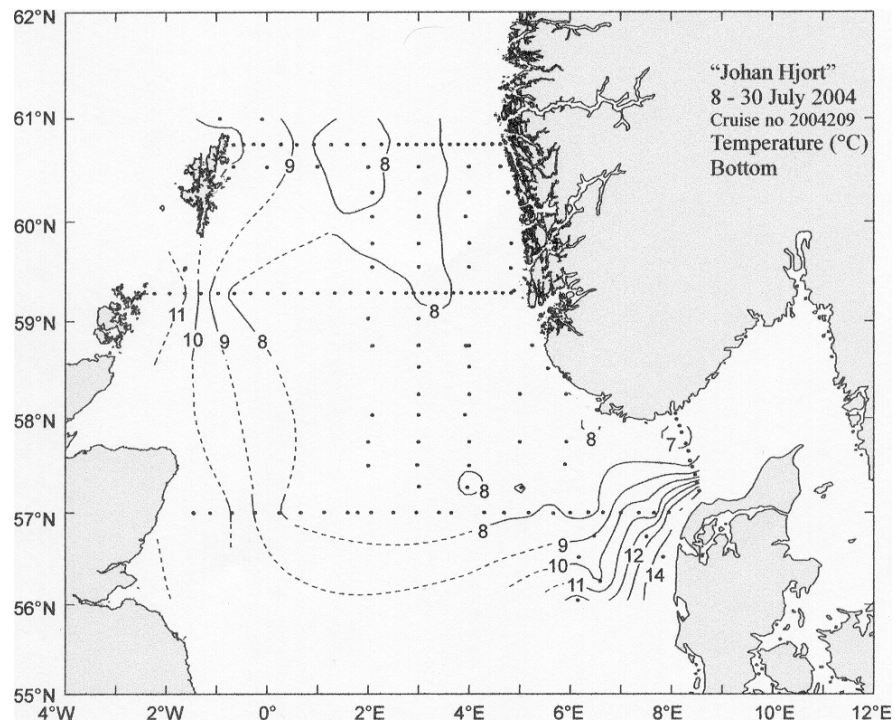 62°N
61°N
60°N
59°N
58°N
57°N
56°N
55°N
4°W
2°W
0°
2°E
4°E
6°E
8°E
10°E
12°E
"Johan Hjort"
8 - 30 July 2004
Cruise no 2004209
Temperature (°C)
Bottom
9
8
8
11
10
9
8
8
7
8
8
9
10
11
12
14